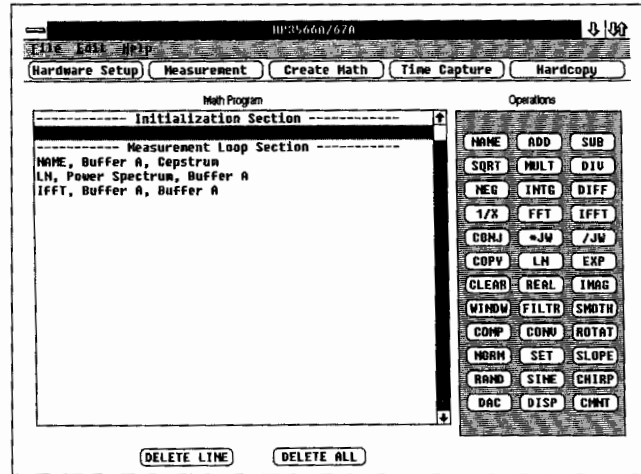 HP3566A/67A
File Edit Help
Hardware Setup Measurement Create Math Time Capture Hardcopy
Math Program
Operations
------------ Initialization Section ------------
----------- Measurement Loop Section -----------
NAME, Buffer A, Cepstrum
LN, Power Spectrum, Buffer A
IFFT, Buffer A, Buffer A
NAME ADD SUB
SQRT MULT DIV
NEG INTG DIFF
1/X FFT IFFT
CONJ *JW /JW
COPY LN EXP
CLEAR REAL IMAG
WINDW FILTR SMOTH
COMP CONV ROTAT
NORM SET SLOPE
RAND SINE CHIRP
DAC DISP CMNT
DELETE LINE DELETE ALL